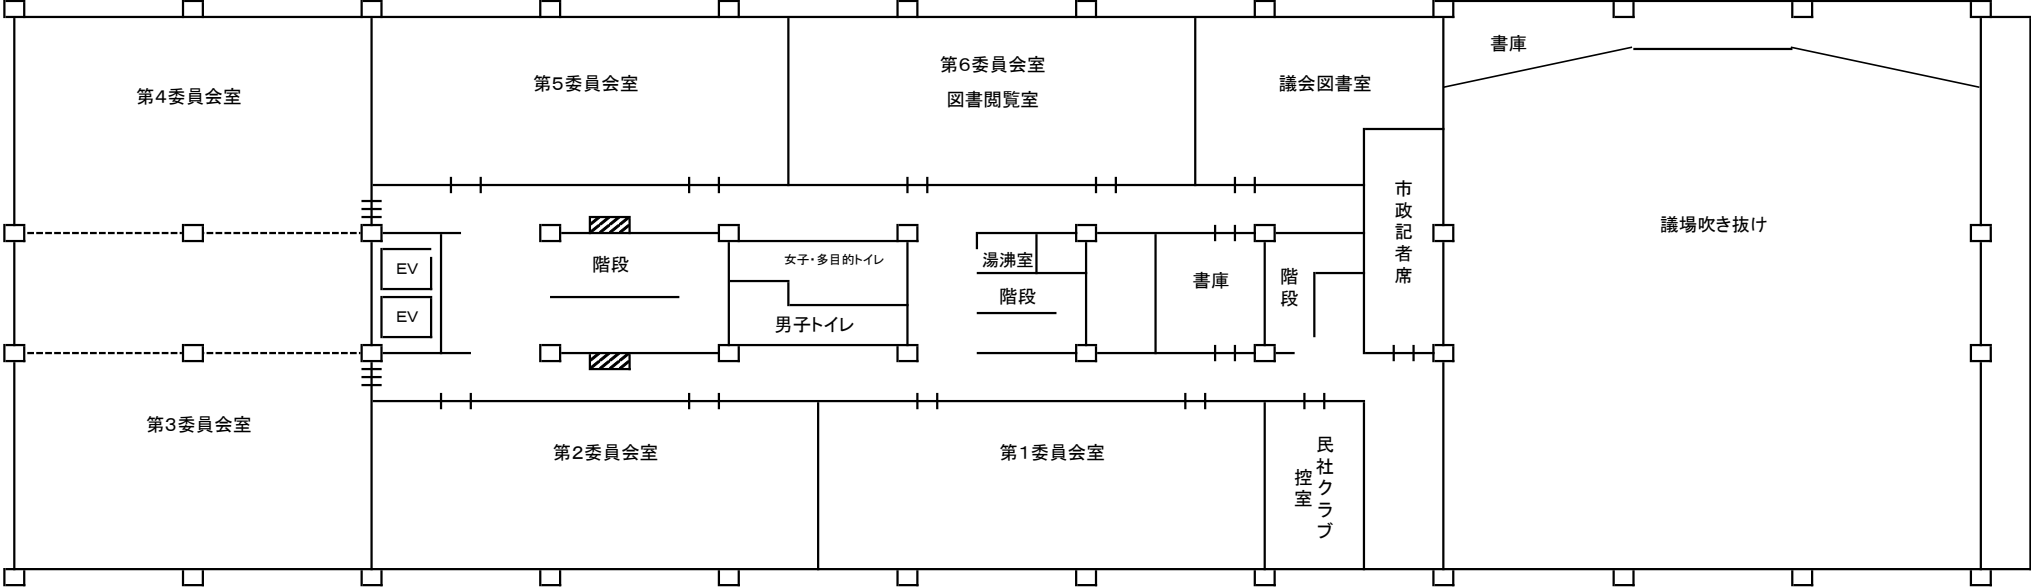 書庫
第4委員会室
第5委員会室
第6委員会室
図書閲覧室
議会図書室
市政記者席
議場吹き抜け
EV
EV
階段
女子・多目的トイレ
男子トイレ
湯沸室
階段
書庫
階段
第3委員会室
第2委員会室
第1委員会室
民社クラブ
控室